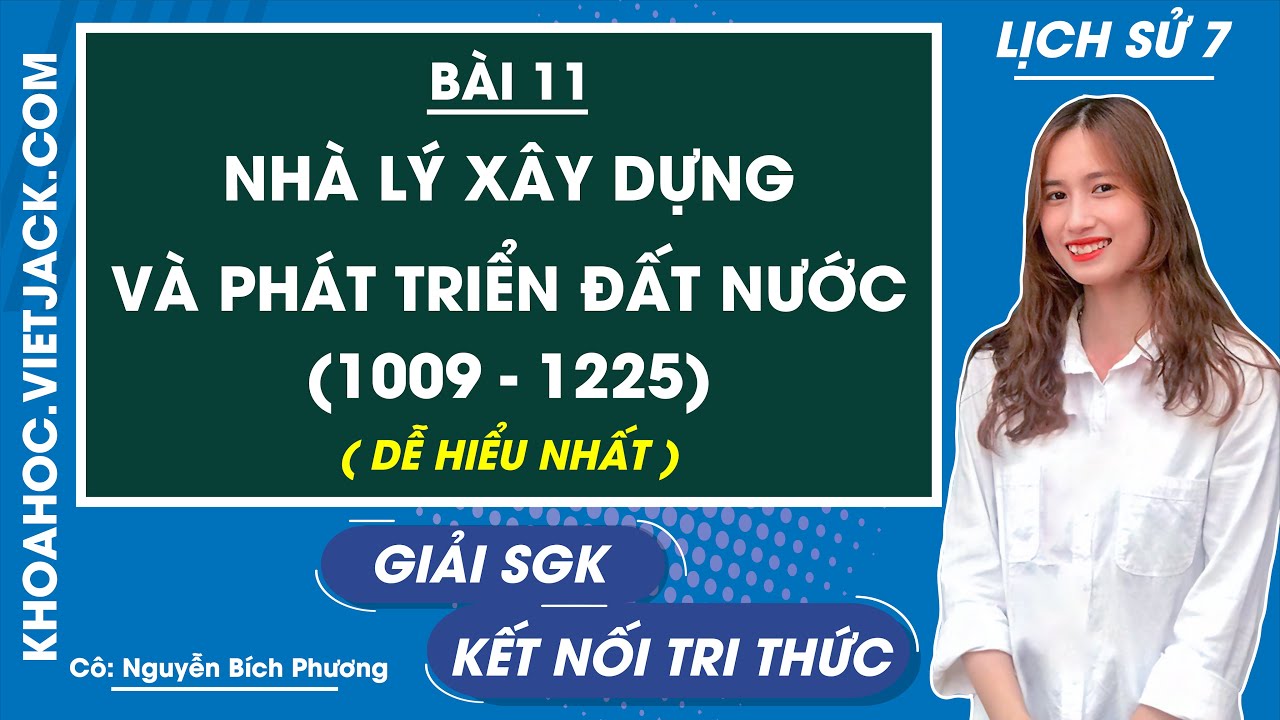 KHOAHOC.VIETJACK.COM
LỊCH SỬ 7
BÀI 11
NHÀ LÝ XÂY DỰNG
VÀ PHÁT TRIỂN ĐẤT NƯỚC
(1009 - 1225)
( DỄ HIỂU NHẤT )
GIẢI SGK
KẾT NỐI TRI THỨC
Cô: Nguyễn Bích Phương